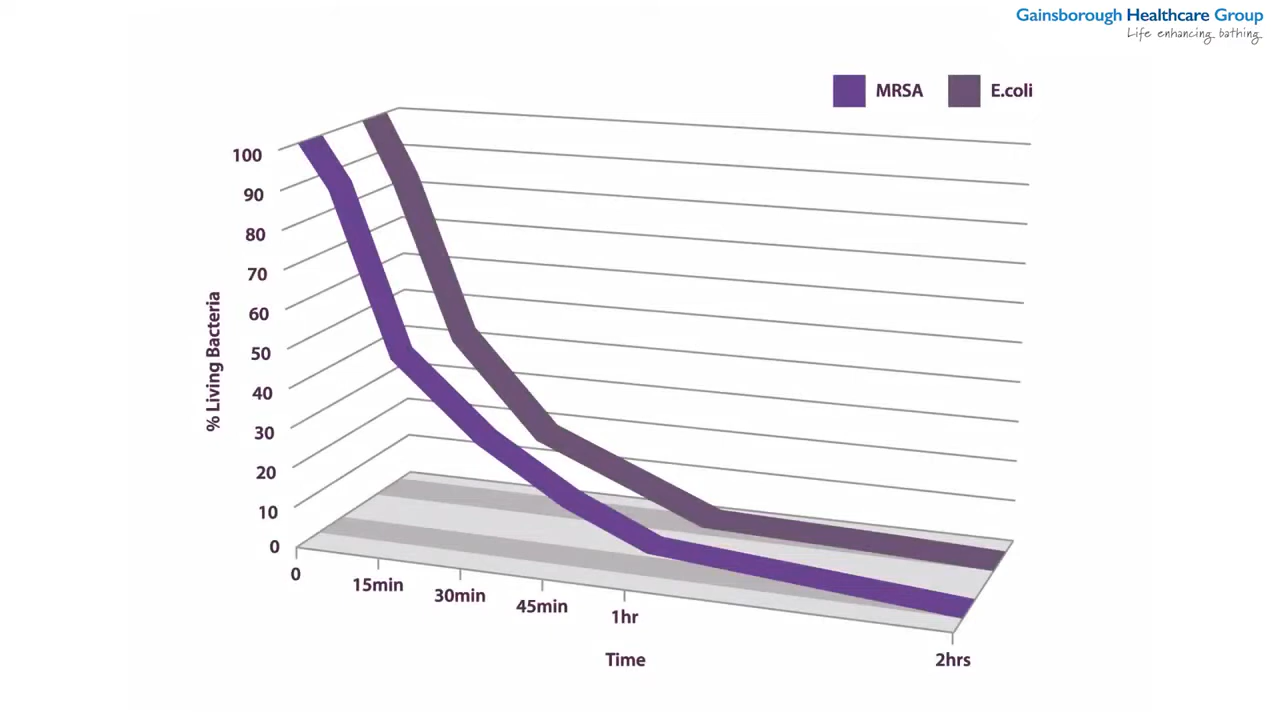 Gainsborough Healthcare Group
Life enhancing bathing
MRSA
E.coli
100
90
80
70
60
50
40
30
20
10
0
% Living Bacteria
0
15min
30min
45min
1hr
2hrs
Time